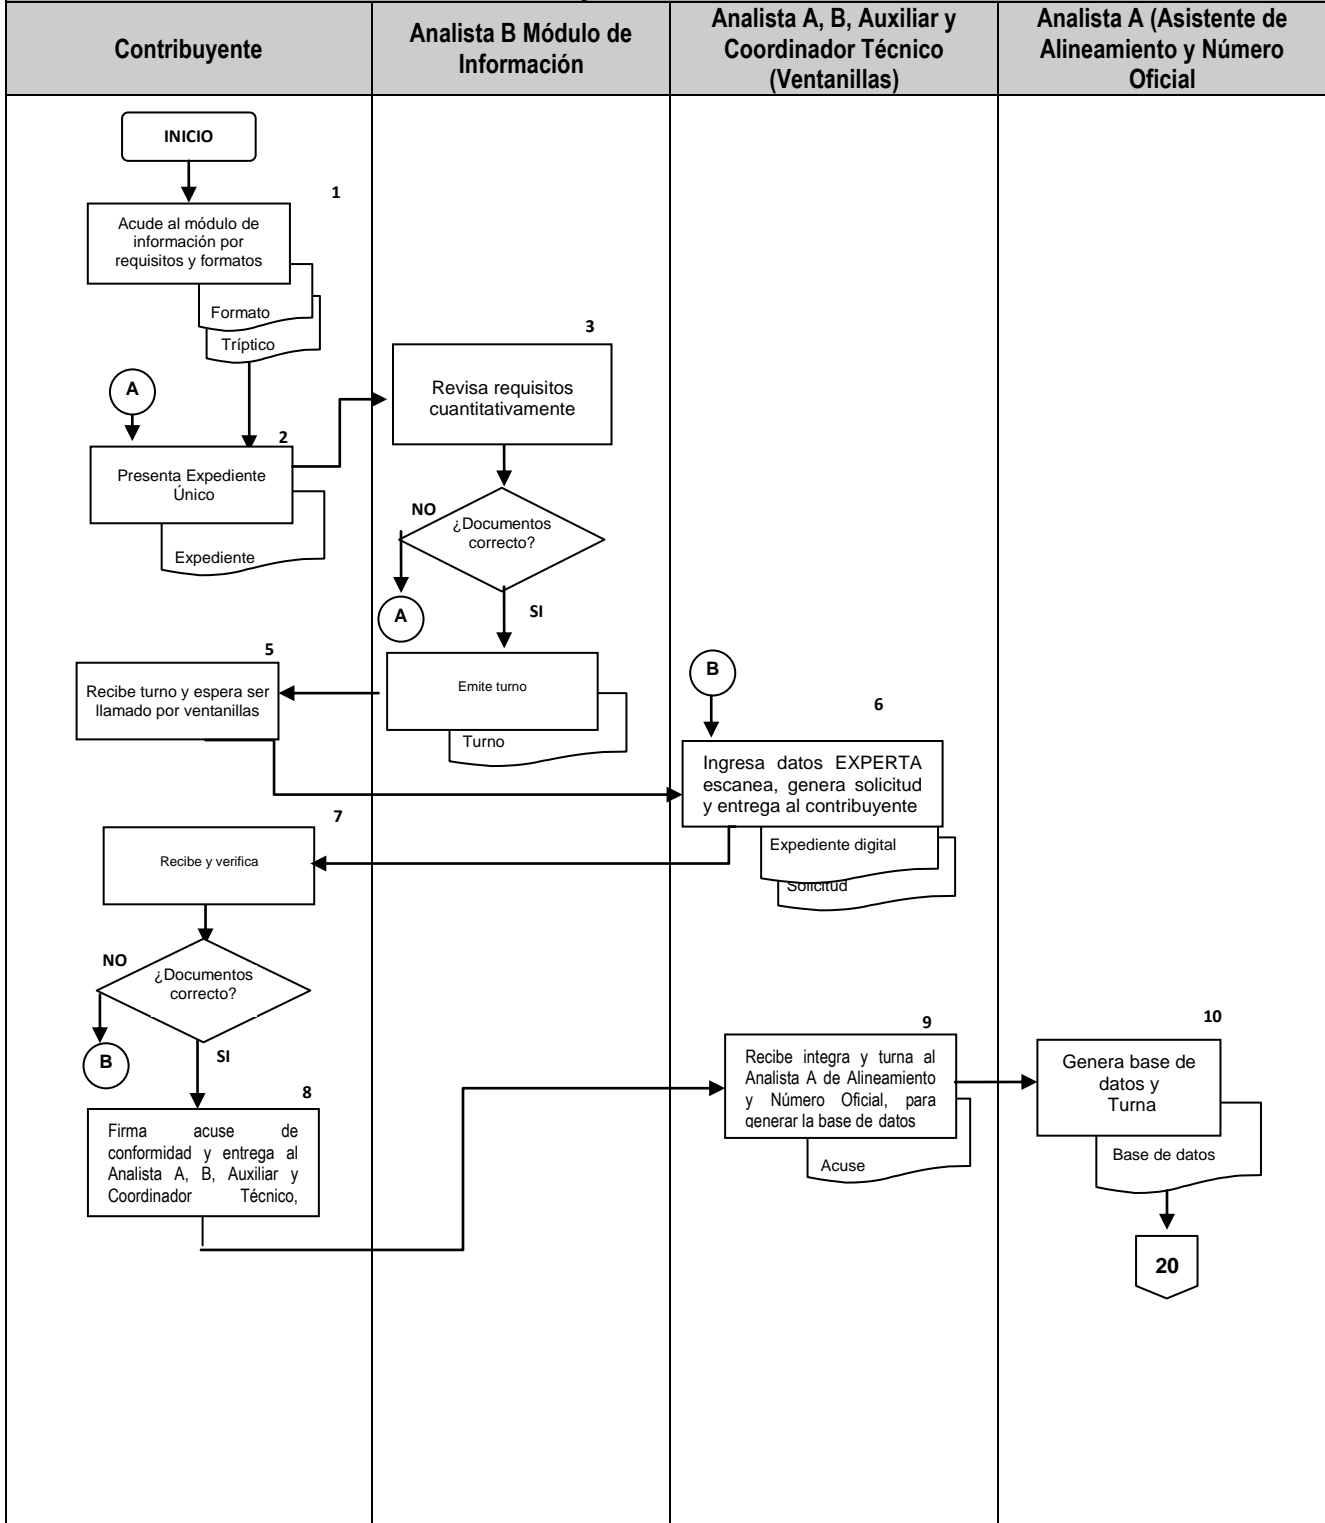 Contribuyente
Analista B Módulo de
Información
Analista A, B, Auxiliar y
Coordinador Técnico
(Ventanillas)
Analista A (Asistente de
Alineamiento y Número
Oficial
INICIO
1
Acude al módulo de
información por
requisitos y formatos
Formato
Tríptico
A
2
Presenta Expediente
Único
Expediente
3
Revisa requisitos
cuantitativamente
NO
¿Documentos
correcto?
A
SI
Emite turno
Turno
5
Recibe turno y espera ser
llamado por ventanillas
B
6
Ingresa datos EXPERTA
escanea, genera solicitud
y entrega al contribuyente
Expediente digital
Solicitud
7
Recibe y verifica
NO
¿Documentos
correcto?
B
SI
8
Firma acuse de
conformidad y entrega al
Analista A, B, Auxiliar y
Coordinador Técnico,
9
Recibe integra y turna al
Analista A de Alineamiento
y Número Oficial, para
generar la base de datos
Acuse
10
Genera base de
datos y
Turna
Base de datos
20